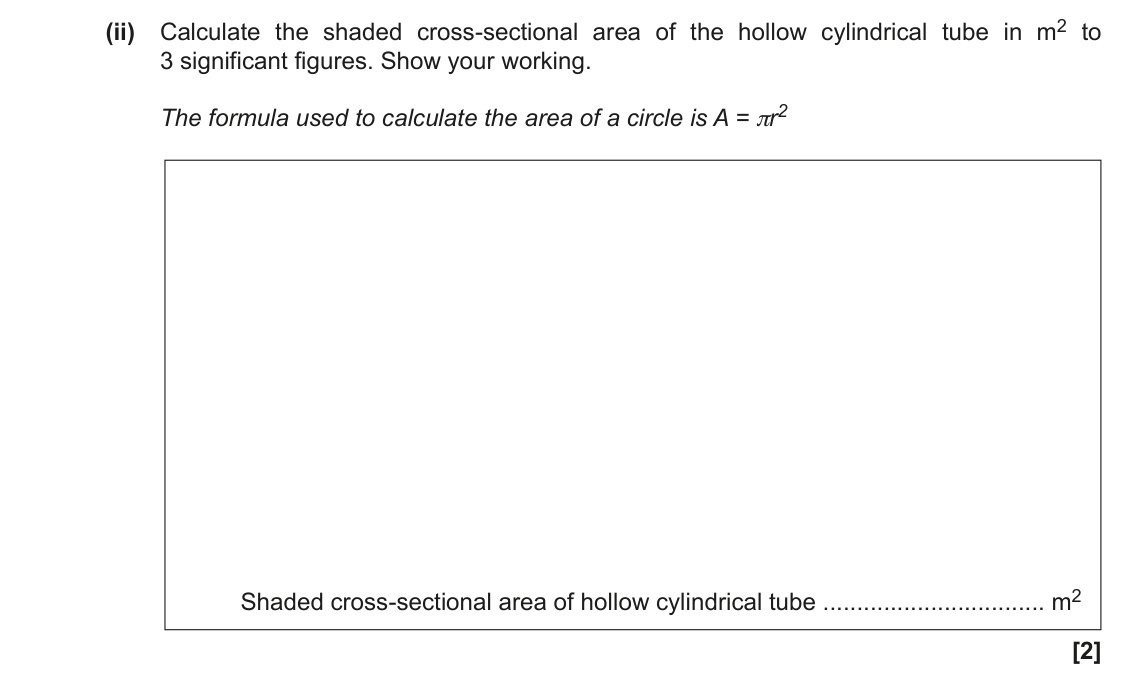 (ii) Calculate the shaded cross-sectional area of the hollow cylindrical tube in m² to
3 significant figures. Show your working.
The formula used to calculate the area of a circle is A = πr²
Shaded cross-sectional area of hollow cylindrical tube ................................. m²
[2]